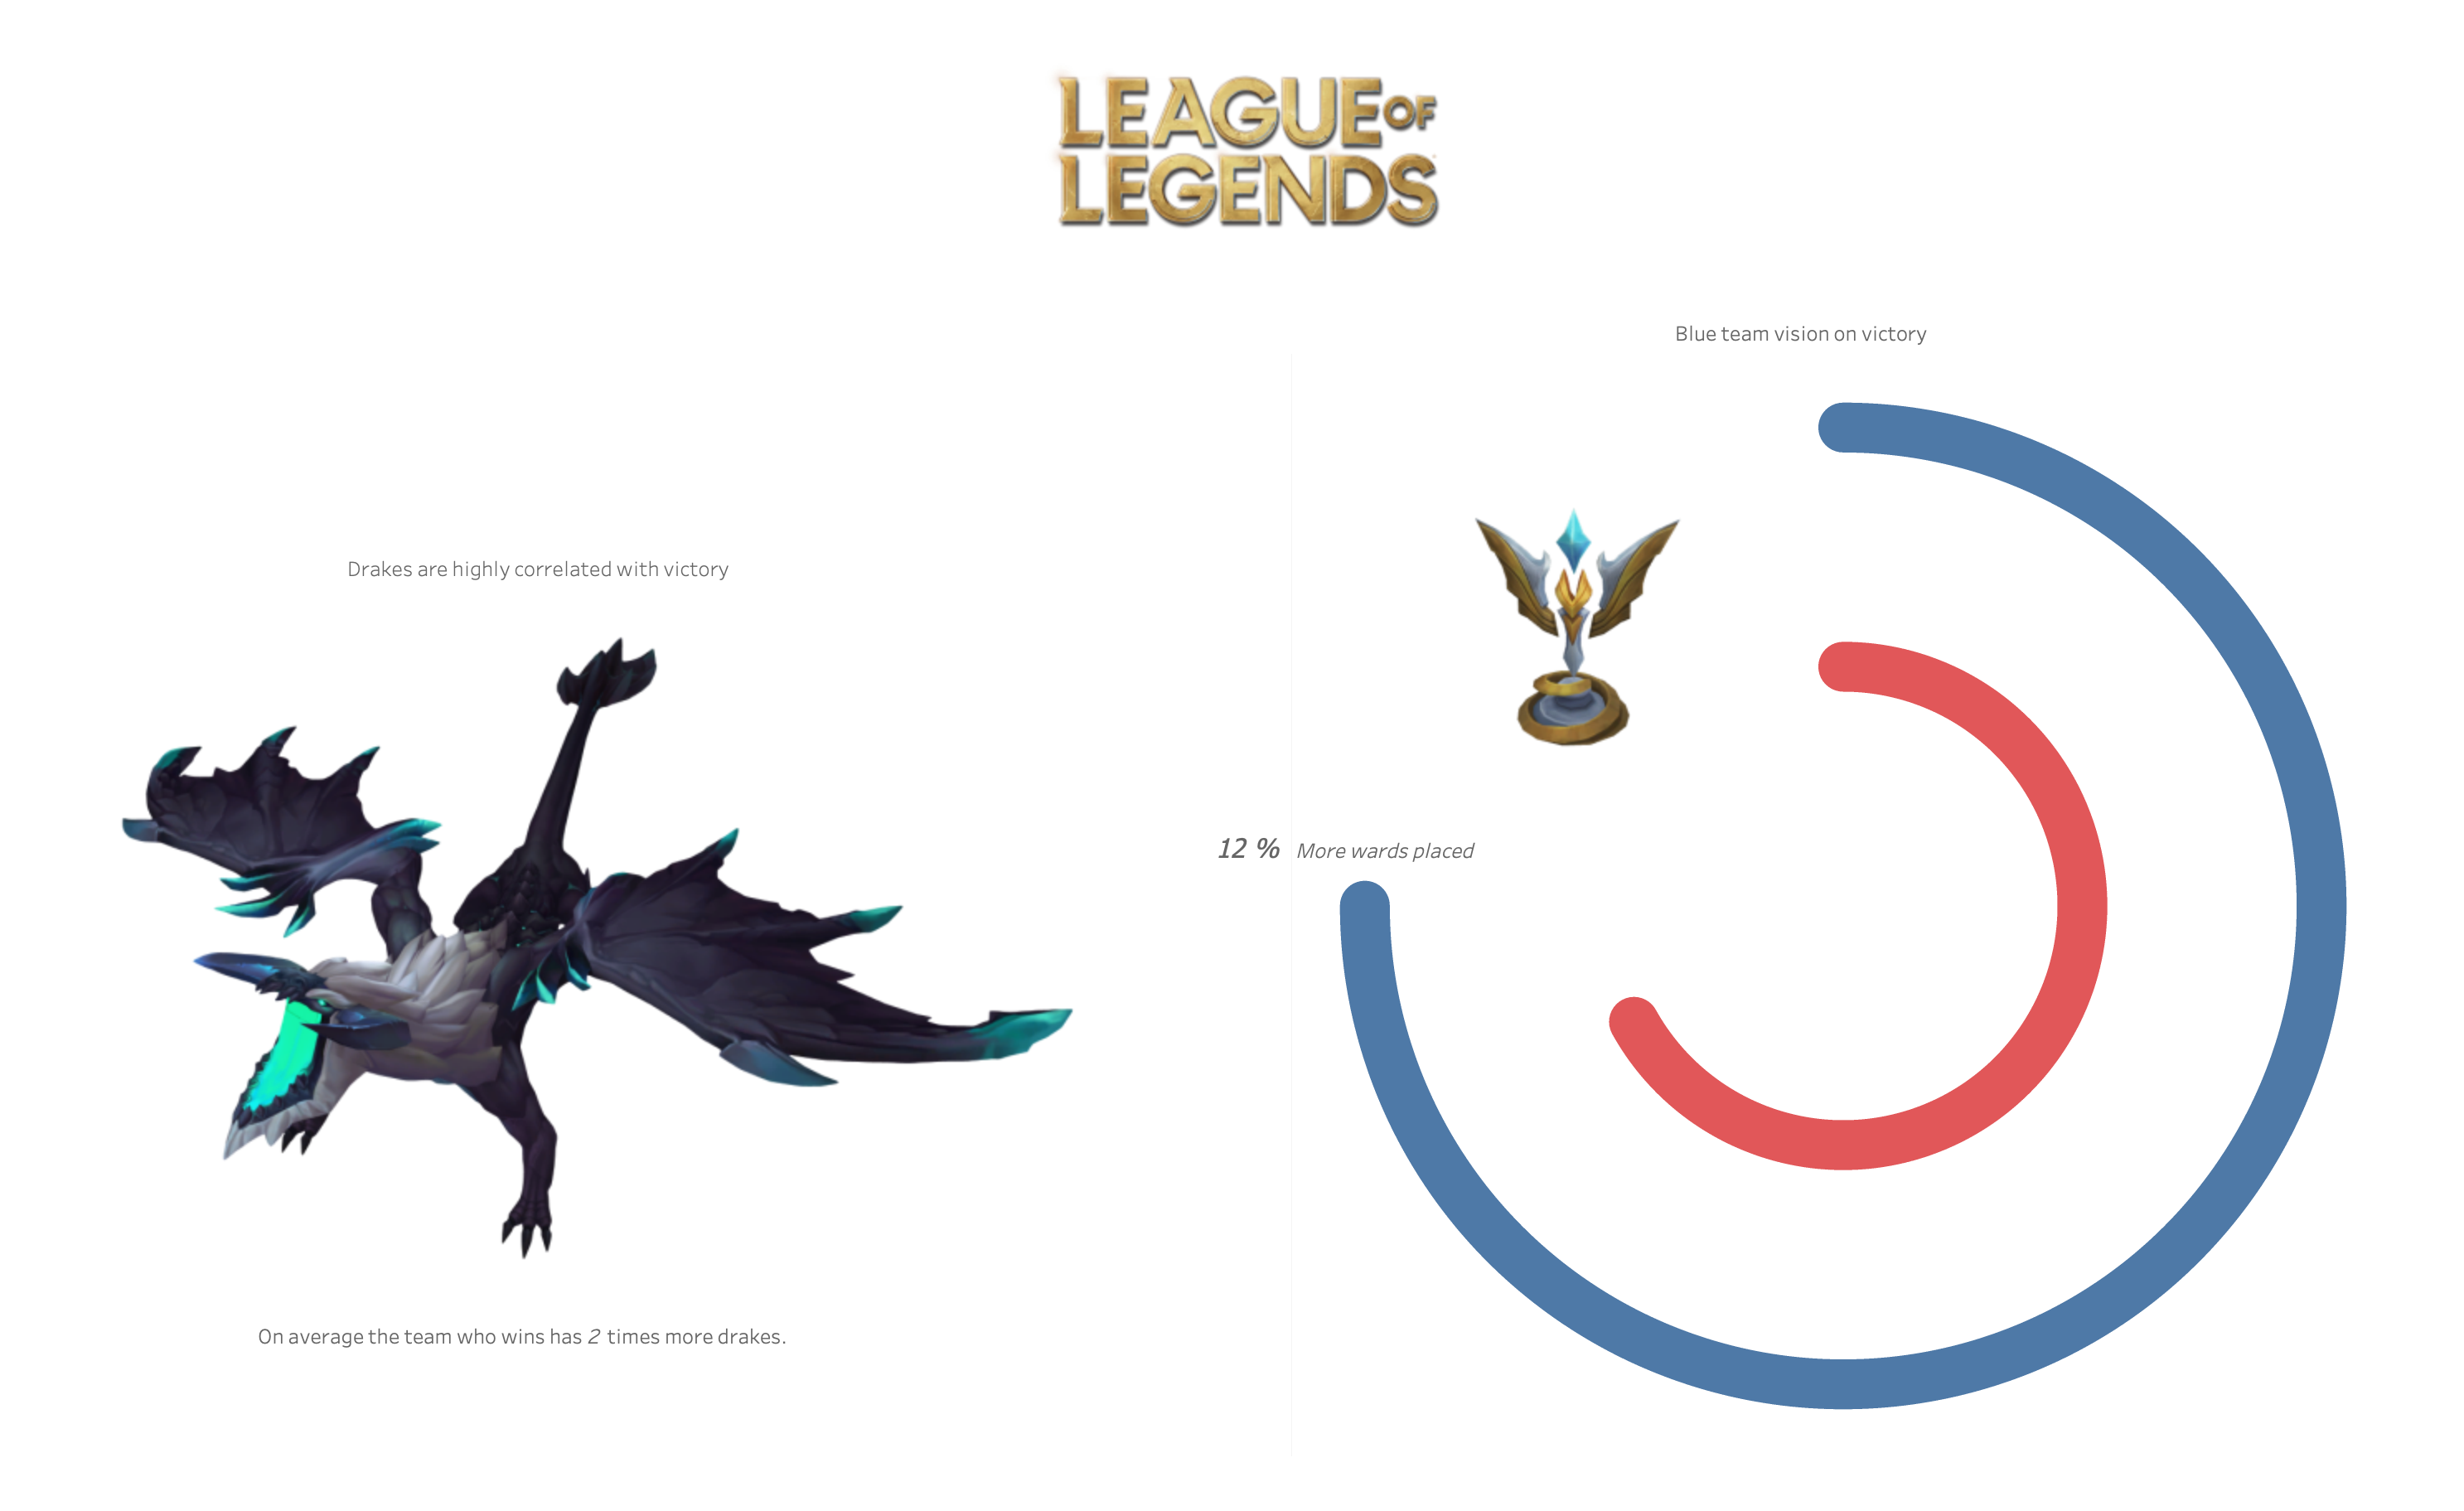 LEAGUE OF
LEGENDS
Blue team vision on victory
Drakes are highly correlated with victory
12 % More wards placed
On average the team who wins has 2 times more drakes.